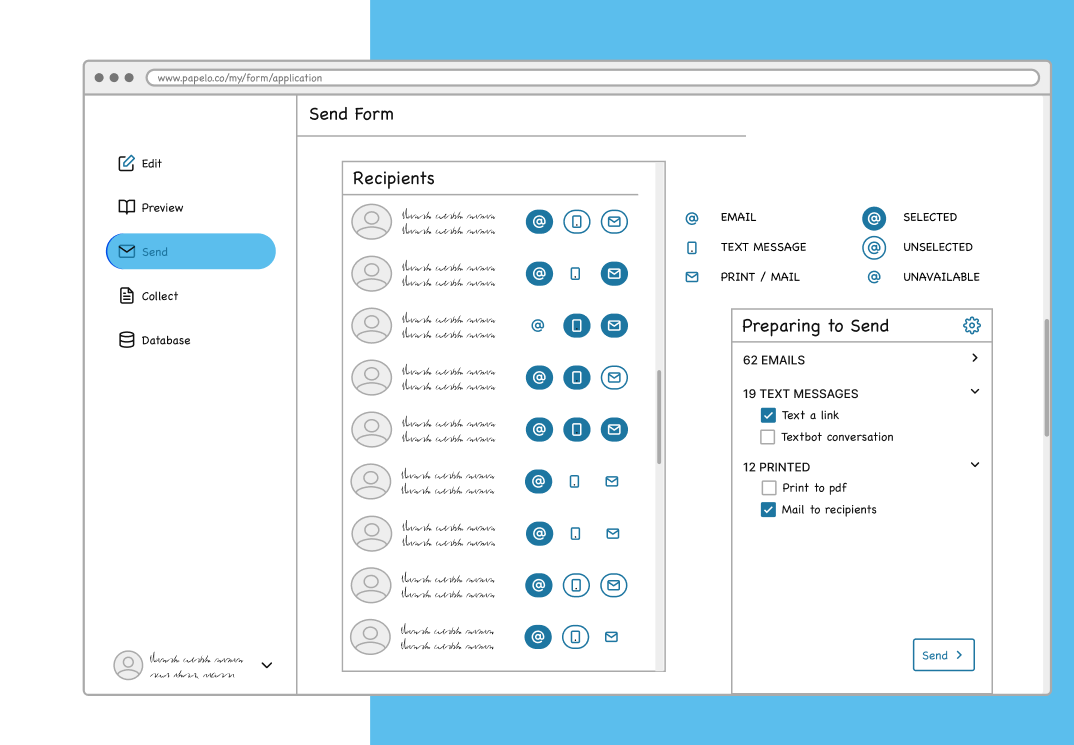 www.papelo.co/my/form/application
Send Form
Edit
Preview
Send
Collect
Database
Recipients
EMAIL
TEXT MESSAGE
PRINT / MAIL
SELECTED
UNSELECTED
UNAVAILABLE
Preparing to Send
62 EMAILS
19 TEXT MESSAGES
Text a link
Textbot conversation
12 PRINTED
Print to pdf
Mail to recipients
Send